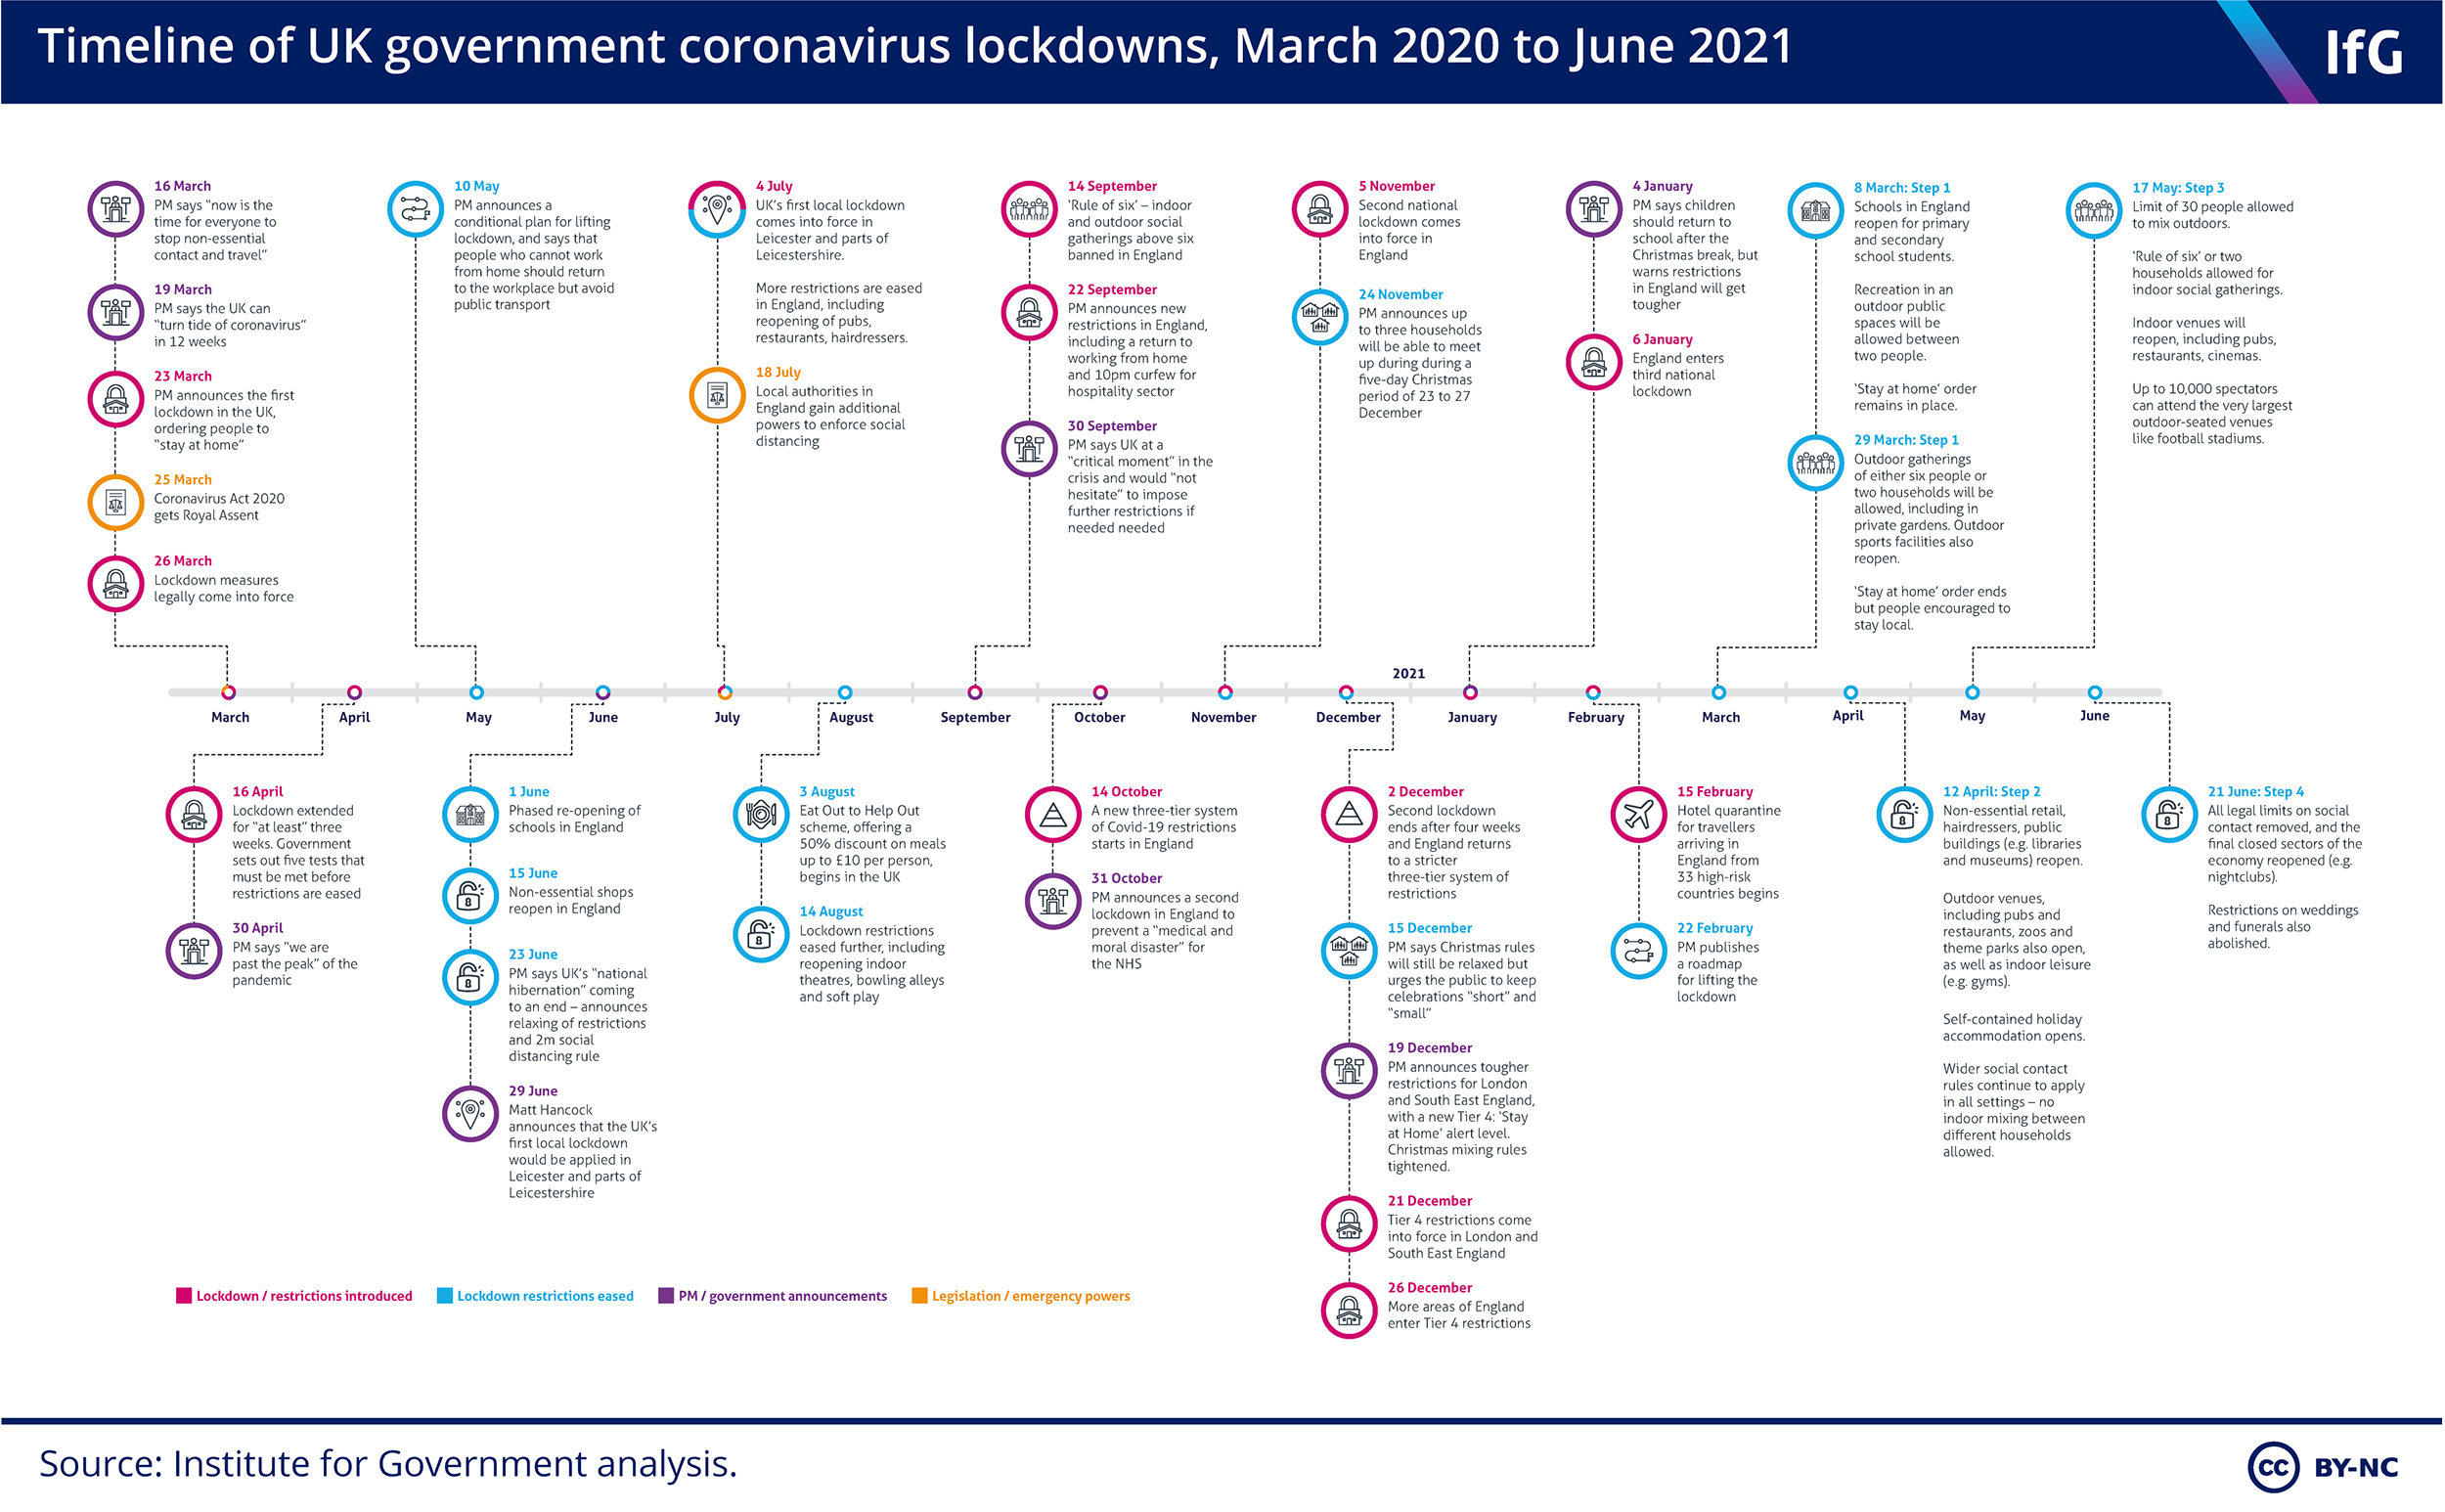 Timeline of UK government coronavirus lockdowns, March 2020 to June 2021
IfG
16 March
PM says “now is the
time for everyone to
stop non-essential
contact and travel”
19 March
PM says the UK can
“turn tide of coronavirus”
in 12 weeks
23 March
PM announces the first
lockdown in the UK,
ordering people to
“stay at home”
25 March
Coronavirus Act 2020
gets Royal Assent
26 March
Lockdown measures
legally come into force
10 May
PM announces a
conditional plan for lifting
lockdown, and says that
people who cannot work
from home should return
to the workplace but avoid
public transport
4 July
UK’s first local lockdown
comes into force in
Leicester and parts of
Leicestershire.
More restrictions are eased
in England, including
reopening of pubs,
restaurants, hairdressers.
18 July
Local authorities in
England gain additional
powers to enforce social
distancing
14 September
‘Rule of six’ – indoor
and outdoor social
gatherings above six
banned in England
22 September
PM announces new
restrictions in England,
including a return to
working from home
and 10pm curfew for
hospitality sector
30 September
PM says UK at a
“critical moment” in the
crisis and would “not
hesitate” to impose
further restrictions if
needed needed
5 November
Second national
lockdown comes
into force in
England
24 November
PM announces up
to three households
will be able to meet
up during during a
five-day Christmas
period of 23 to 27
December
4 January
PM says children
should return to
school after the
Christmas break, but
warns restrictions
in England will get
tougher
6 January
England enters
third national
lockdown
8 March: Step 1
Schools in England
reopen for primary
and secondary
school students.
Recreation in an
outdoor public
spaces will be
allowed between
two people.
‘Stay at home’ order
remains in place.
29 March: Step 1
Outdoor gatherings
of either six people or
two households will be
allowed, including in
private gardens. Outdoor
sports facilities also
reopen.
‘Stay at home’ order ends
but people encouraged to
stay local.
17 May: Step 3
Limit of 30 people allowed
to mix outdoors.
‘Rule of six’ or two
households allowed for
indoor social gatherings.
Indoor venues will
reopen, including pubs,
restaurants, cinemas.
Up to 10,000 spectators
can attend the very largest
outdoor-seated venues
like football stadiums.
2021
March
April
May
June
July
August
September
October
November
December
January
February
March
April
May
June
16 April
Lockdown extended
for “at least” three
weeks. Government
sets out five tests that
must be met before
restrictions are eased
30 April
PM says “we are
past the peak” of the
pandemic
1 June
Phased re-opening of
schools in England
15 June
Non-essential shops
reopen in England
23 June
PM says UK’s “national
hibernation” coming
to an end – announces
relaxing of restrictions
and 2m social
distancing rule
29 June
Matt Hancock
announces that the UK’s
first local lockdown
would be applied in
Leicester and parts of
Leicestershire
3 August
Eat Out to Help Out
scheme, offering a
50% discount on meals
up to £10 per person,
begins in the UK
14 August
Lockdown restrictions
eased further, including
reopening indoor
theatres, bowling alleys
and soft play
14 October
A new three-tier system
of Covid-19 restrictions
starts in England
31 October
PM announces a second
lockdown in England to
prevent a “medical and
moral disaster” for
the NHS
2 December
Second lockdown
ends after four weeks
and England returns
to a stricter
three-tier system of
restrictions
15 December
PM says Christmas rules
will still be relaxed but
urges the public to keep
celebrations “short” and
“small”
19 December
PM announces tougher
restrictions for London
and South East England,
with a new Tier 4: ‘Stay
at Home’ alert level.
Christmas mixing rules
tightened.
21 December
Tier 4 restrictions come
into force in London and
South East England
26 December
More areas of England
enter Tier 4 restrictions
15 February
Hotel quarantine
for travellers
arriving in
England from
33 high-risk
countries begins
22 February
PM publishes
a roadmap
for lifting the
lockdown
12 April: Step 2
Non-essential retail,
hairdressers, public
buildings (e.g. libraries
and museums) reopen.
Outdoor venues,
including pubs and
restaurants, zoos and
theme parks also open,
as well as indoor leisure
(e.g. gyms).
Self-contained holiday
accommodation opens.
Wider social contact
rules continue to apply
in all settings – no
indoor mixing between
different households
allowed.
21 June: Step 4
All legal limits on social
contact removed, and the
final closed sectors of the
economy reopened (e.g.
nightclubs).
Restrictions on weddings
and funerals also
abolished.
Lockdown / restrictions introduced
Lockdown restrictions eased
PM / government announcements
Legislation / emergency powers
Source: Institute for Government analysis.
cc BY-NC